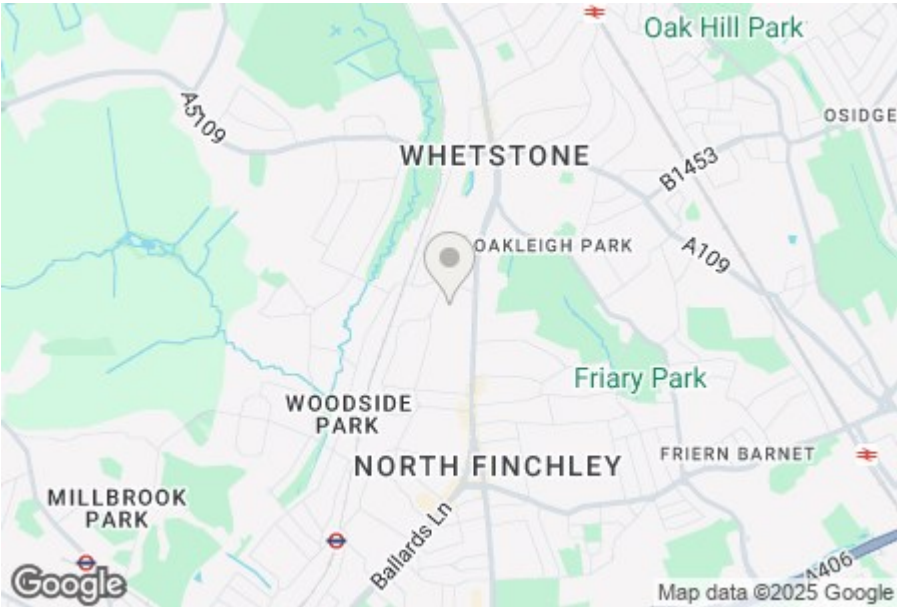 Oak Hill Park
A5109
OSIDGE
WHETSTONE
B1453
OAKLEIGH PARK
A109
Friary Park
WOODSIDE
PARK
NORTH FINCHLEY
FRIERN BARNET
MILLBROOK
PARK
Ballards Ln
A406
Google
Map data ©2025 Google